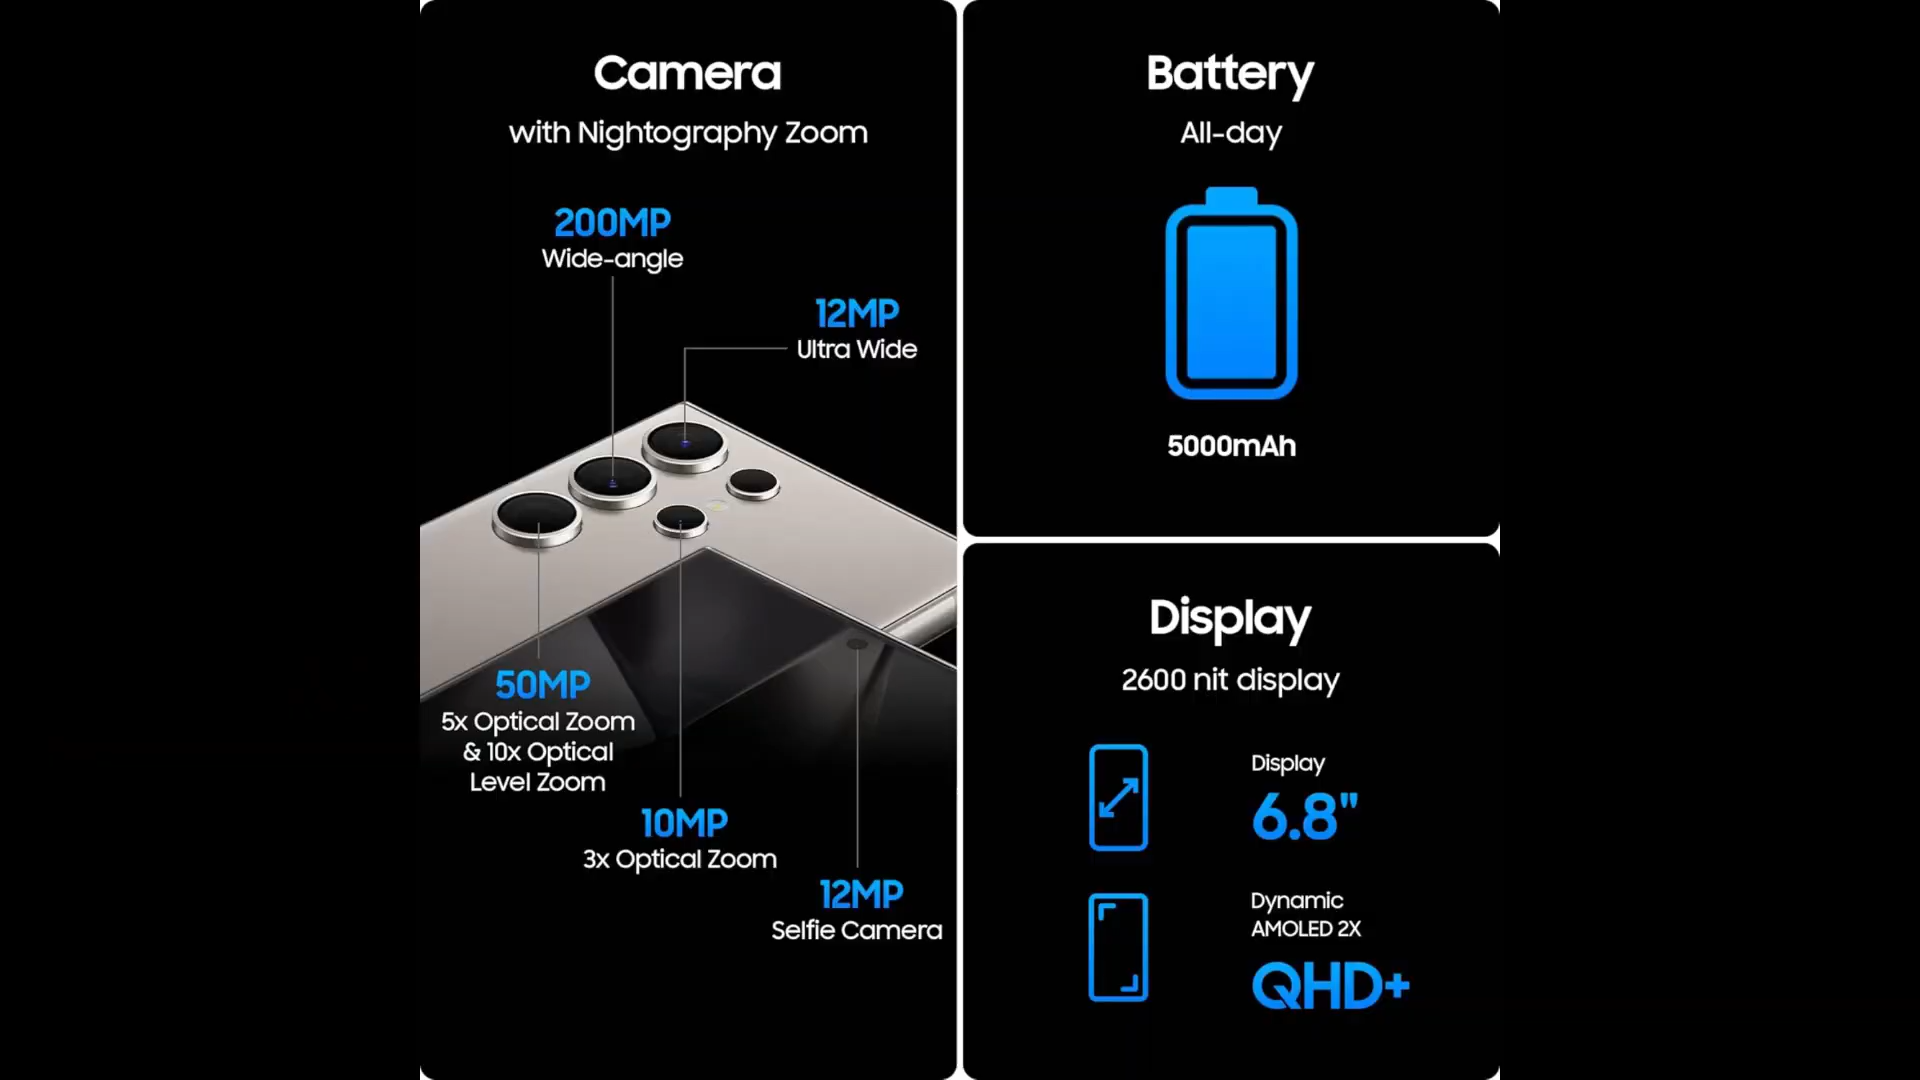 Camera
with Nightography Zoom
200MP
Wide-angle
12MP
Ultra Wide
50MP
5x Optical Zoom
& 10x Optical
Level Zoom
10MP
3x Optical Zoom
12MP
Selfie Camera
Battery
All-day
5000mAh
Display
2600 nit display
Display
6.8"
Dynamic
AMOLED 2X
QHD+